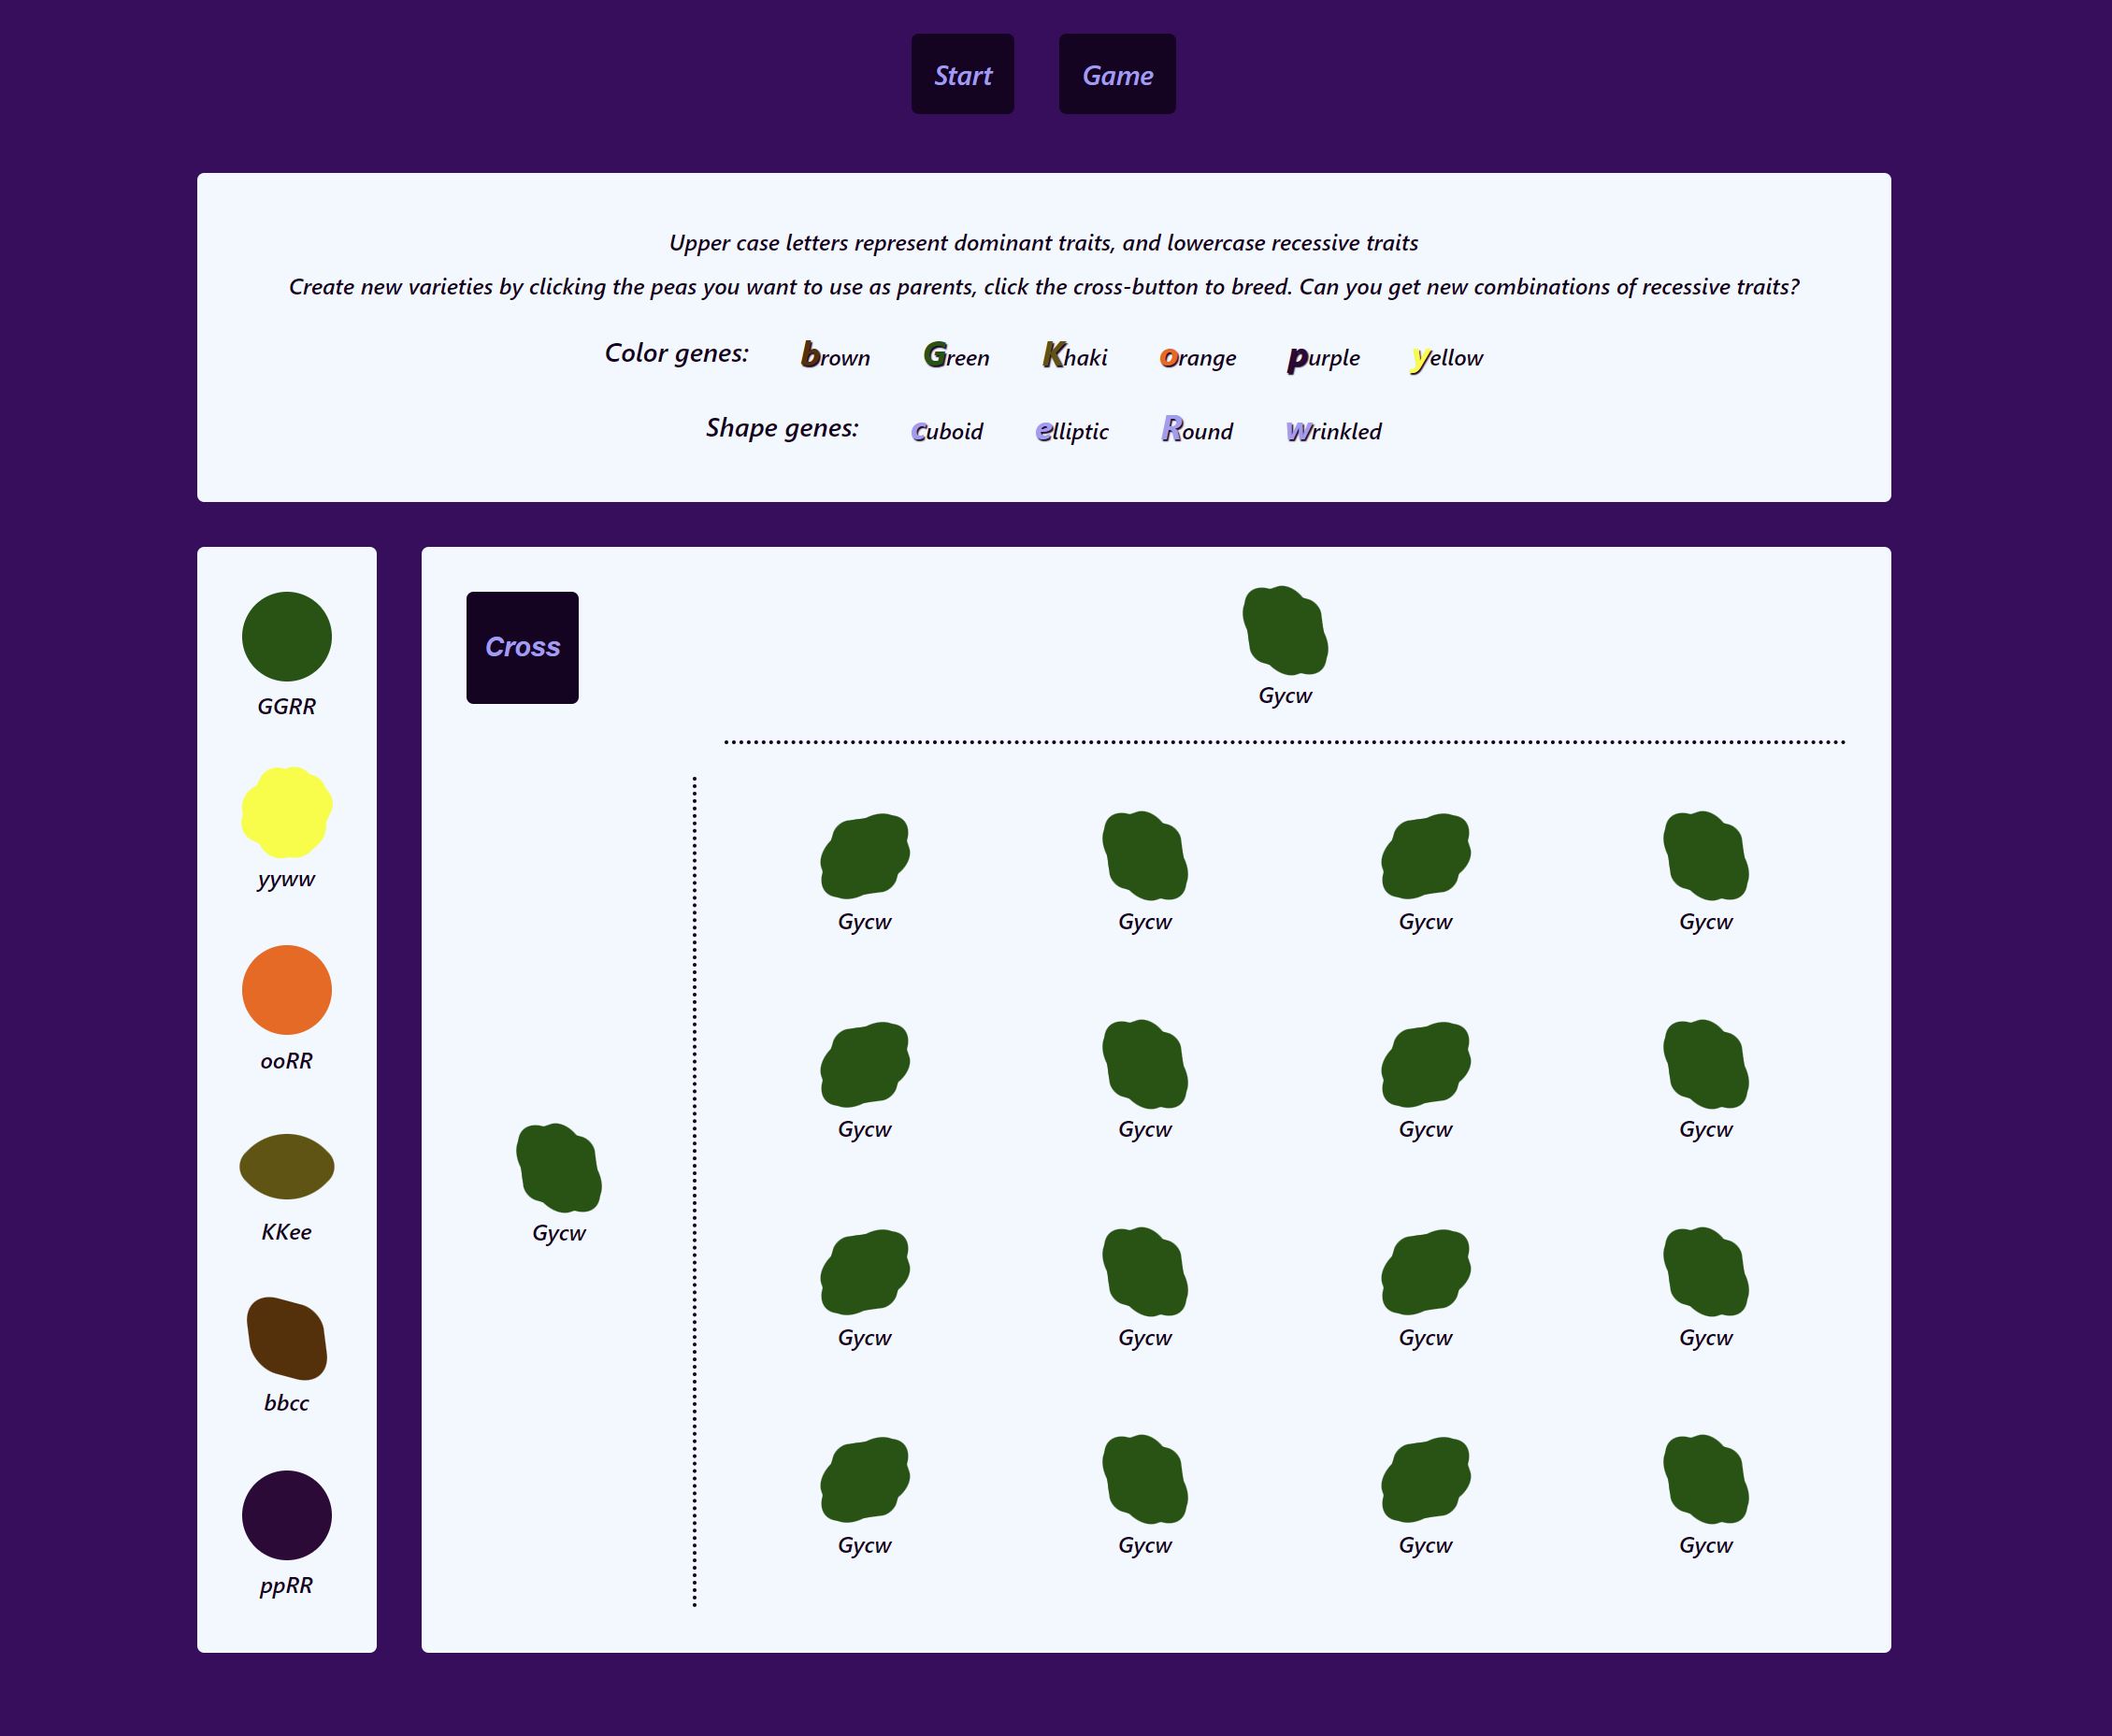 Start Game
Upper case letters represent dominant traits, and lowercase recessive traits
Create new varieties by clicking the peas you want to use as parents, click the cross-button to breed. Can you get new combinations of recessive traits?
Color genes: brown Green Khaki orange purple yellow
Shape genes: cuboid elliptic Round wrinkled
GGRR
yyww
ooRR
KKee
bbcc
ppRR
Cross
Gycw
Gycw
Gycw Gycw Gycw Gycw
Gycw Gycw Gycw Gycw
Gycw Gycw Gycw Gycw
Gycw Gycw Gycw Gycw